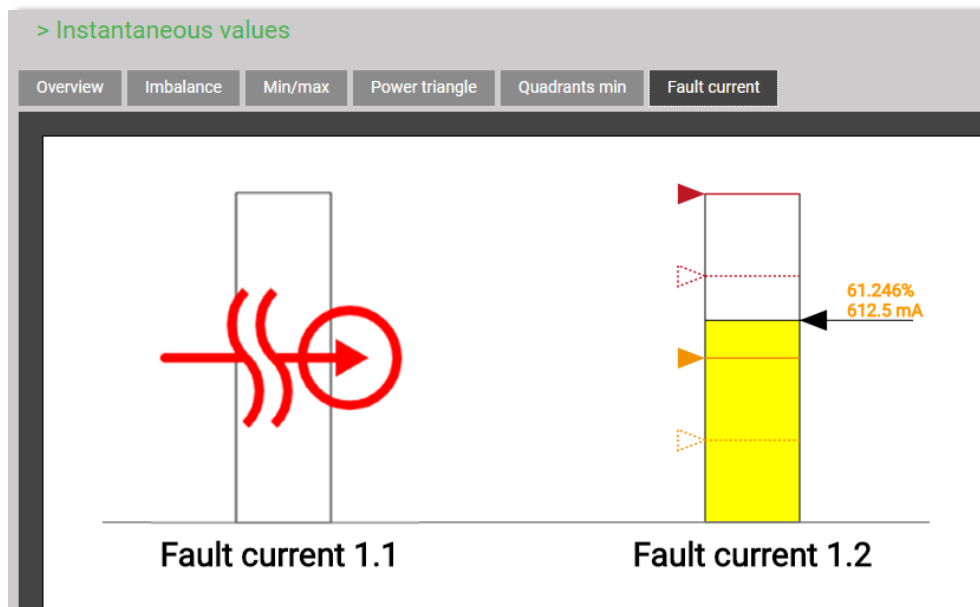 > Instantaneous values
Overview
Imbalance
Min/max
Power triangle
Quadrants min
Fault current
61.246%
612.5 mA
Fault current 1.1
Fault current 1.2